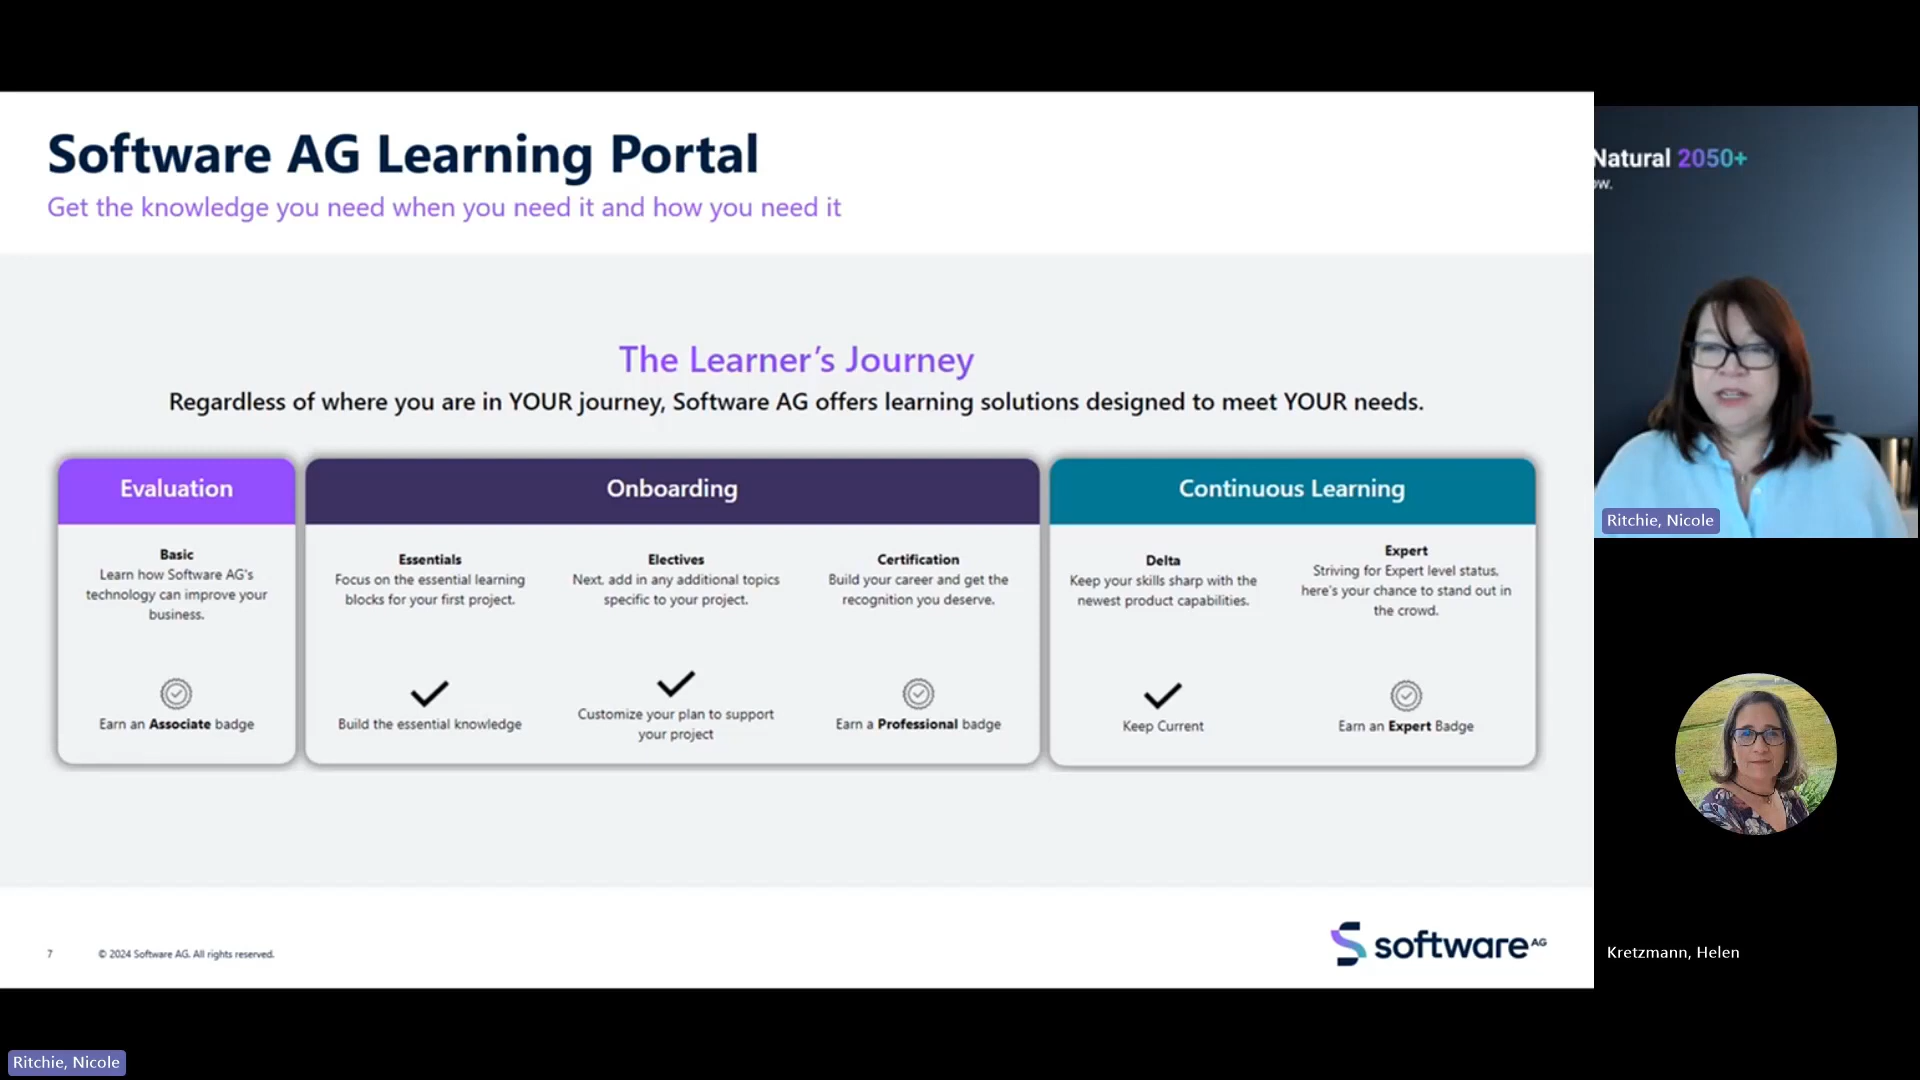 Software AG Learning Portal
Get the knowledge you need when you need it and how you need it
The Learner's Journey
Regardless of where you are in YOUR journey, Software AG offers learning solutions designed to meet YOUR needs.
Evaluation
Basic
Learn how Software AG's
technology can improve your
business.
Earn an Associate badge
Onboarding
Essentials
Focus on the essential learning
blocks for your first project.
Build the essential knowledge
Electives
Next, add in any additional topics
specific to your project.
Customize your plan to support
your project
Certification
Build your career and get the
recognition you deserve.
Earn a Professional badge
Continuous Learning
Delta
Keep your skills sharp with the
newest product capabilities.
Keep Current
Expert
Striving for Expert level status,
here's your chance to stand out in
the crowd.
Earn an Expert Badge
7
© 2024 Software AG. All rights reserved.
software AG
Natural 2050+
ow.
Ritchie, Nicole
Kretzmann, Helen
Ritchie, Nicole